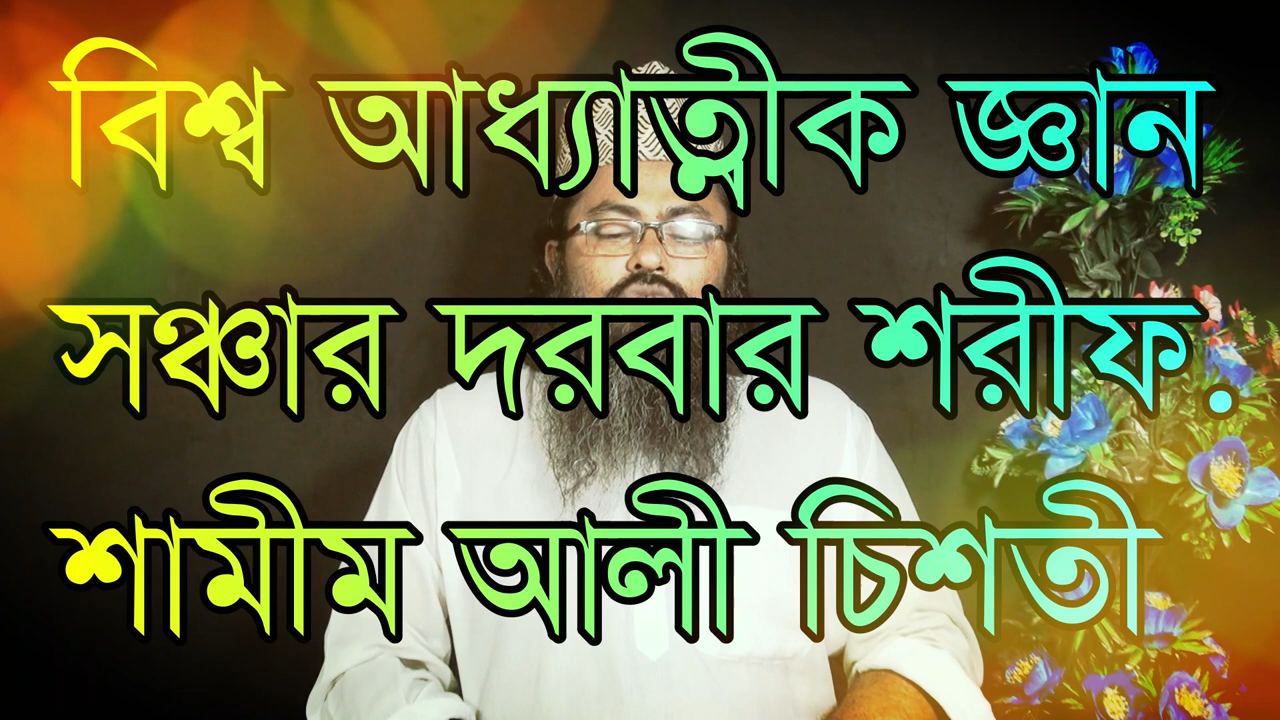 বিশ্ব আধ্যাত্নীক জ্ঞান
সঞ্চার দরবার শরীফ.
শামীম আলী চিশতী